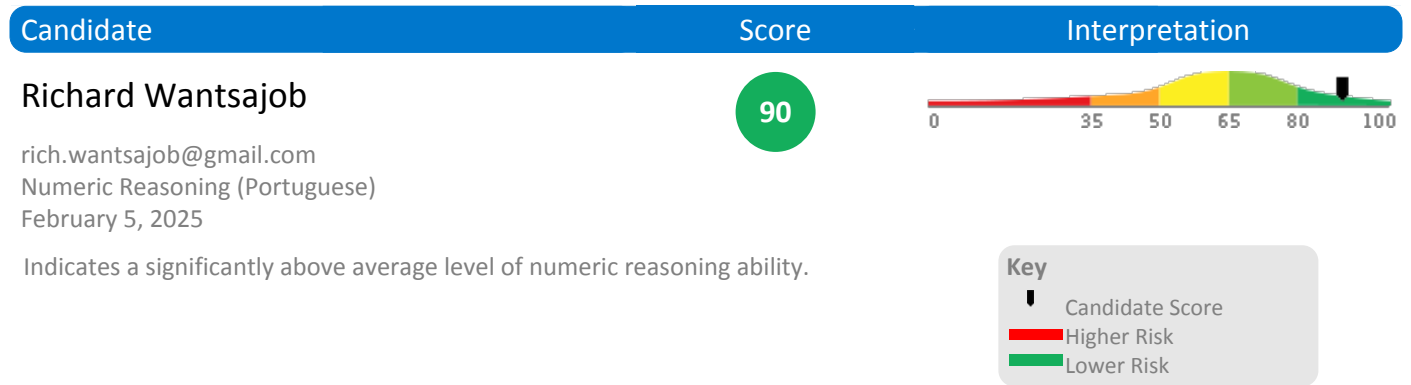 Candidate Score Interpretation
Richard Wantsajob
90
0 35 50 65 80 100
rich.wantsajob@gmail.com
Numeric Reasoning (Portuguese)
February 5, 2025
Indicates a significantly above average level of numeric reasoning ability.
Key
Candidate Score
Higher Risk
Lower Risk